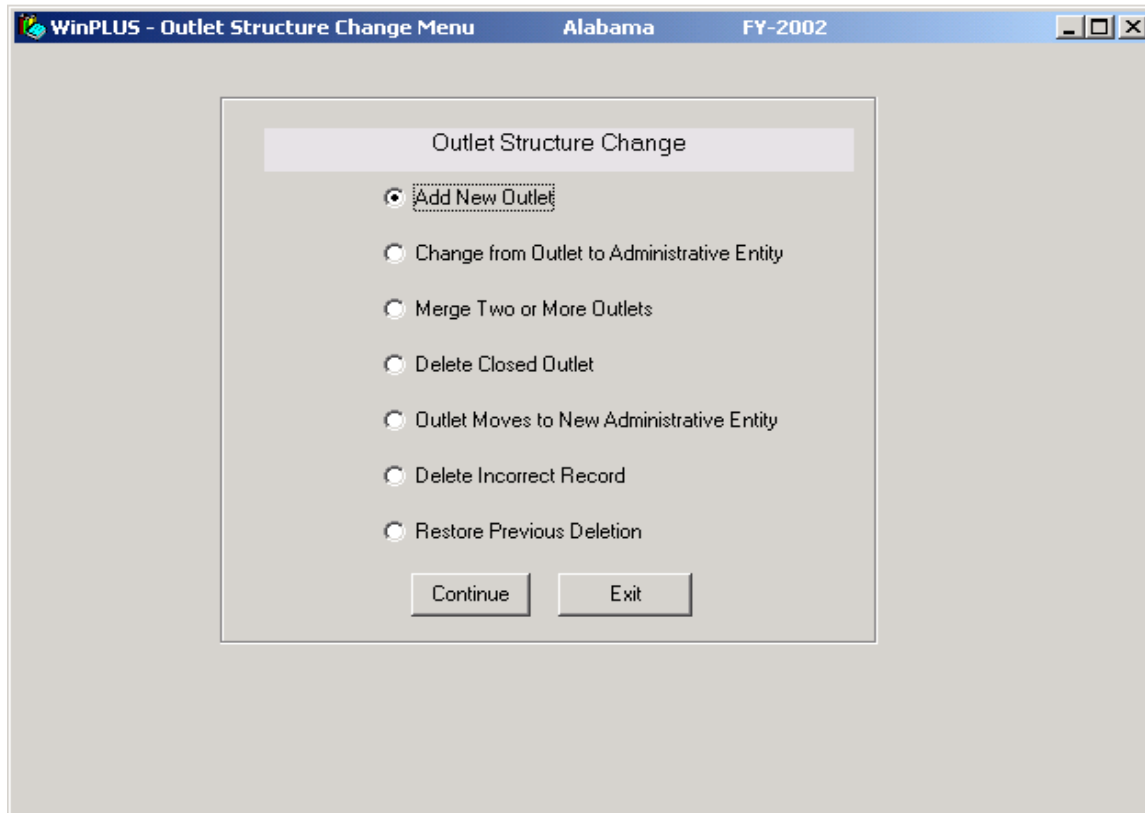 WinPLUS - Outlet Structure Change Menu Alabama FY-2002
Outlet Structure Change
Add New Outlet
Change from Outlet to Administrative Entity
Merge Two or More Outlets
Delete Closed Outlet
Outlet Moves to New Administrative Entity
Delete Incorrect Record
Restore Previous Deletion
Continue Exit